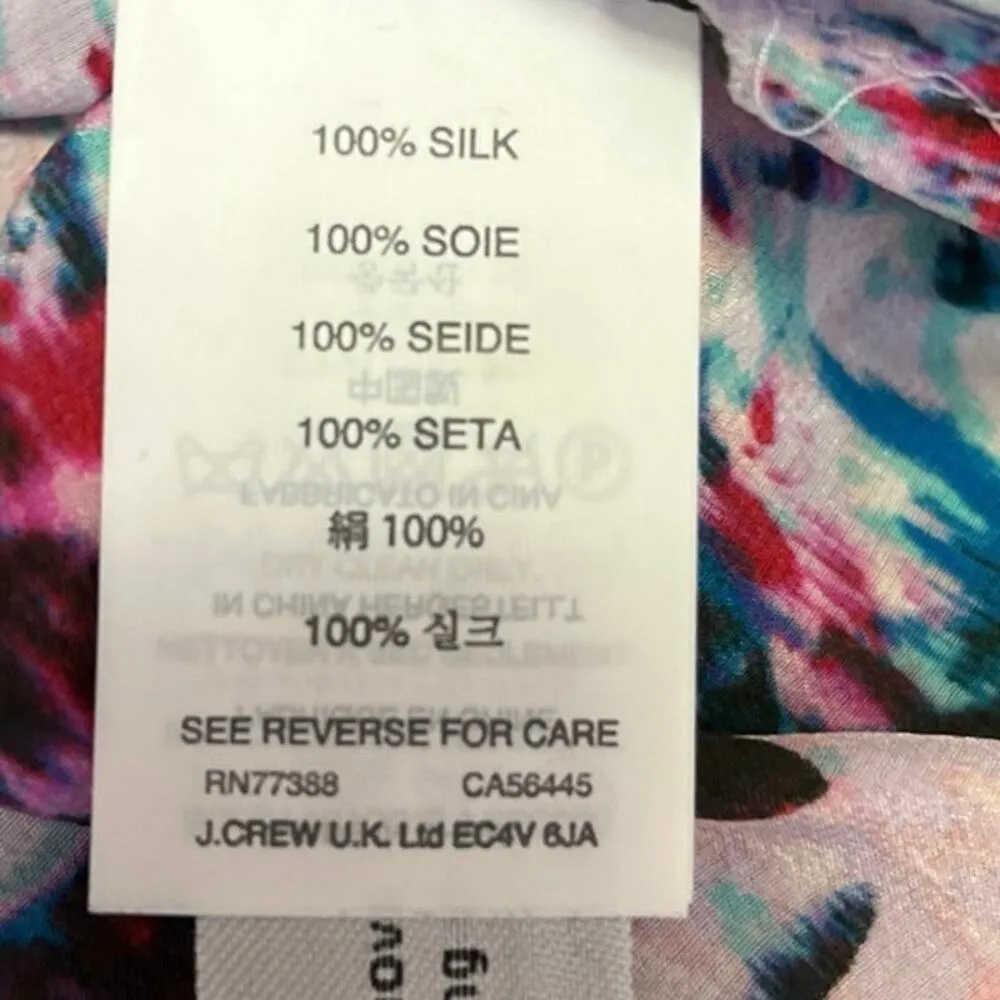 100% SILK
100% SOIE
100% SEIDE
100% SETA
絹 100%
100% 실크
SEE REVERSE FOR CARE
RN77388 CA56445
J.CREW U.K. Ltd EC4V 6JA